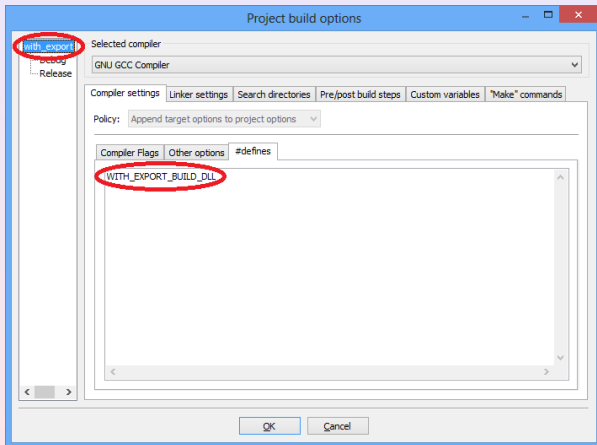 Project build options
with_export
Debug
Release
Selected compiler
GNU GCC Compiler
Compiler settings Linker settings Search directories Pre/post build steps Custom variables "Make" commands
Policy: Append target options to project options
Compiler Flags Other options #defines
WITH_EXPORT_BUILD_DLL
OK Cancel